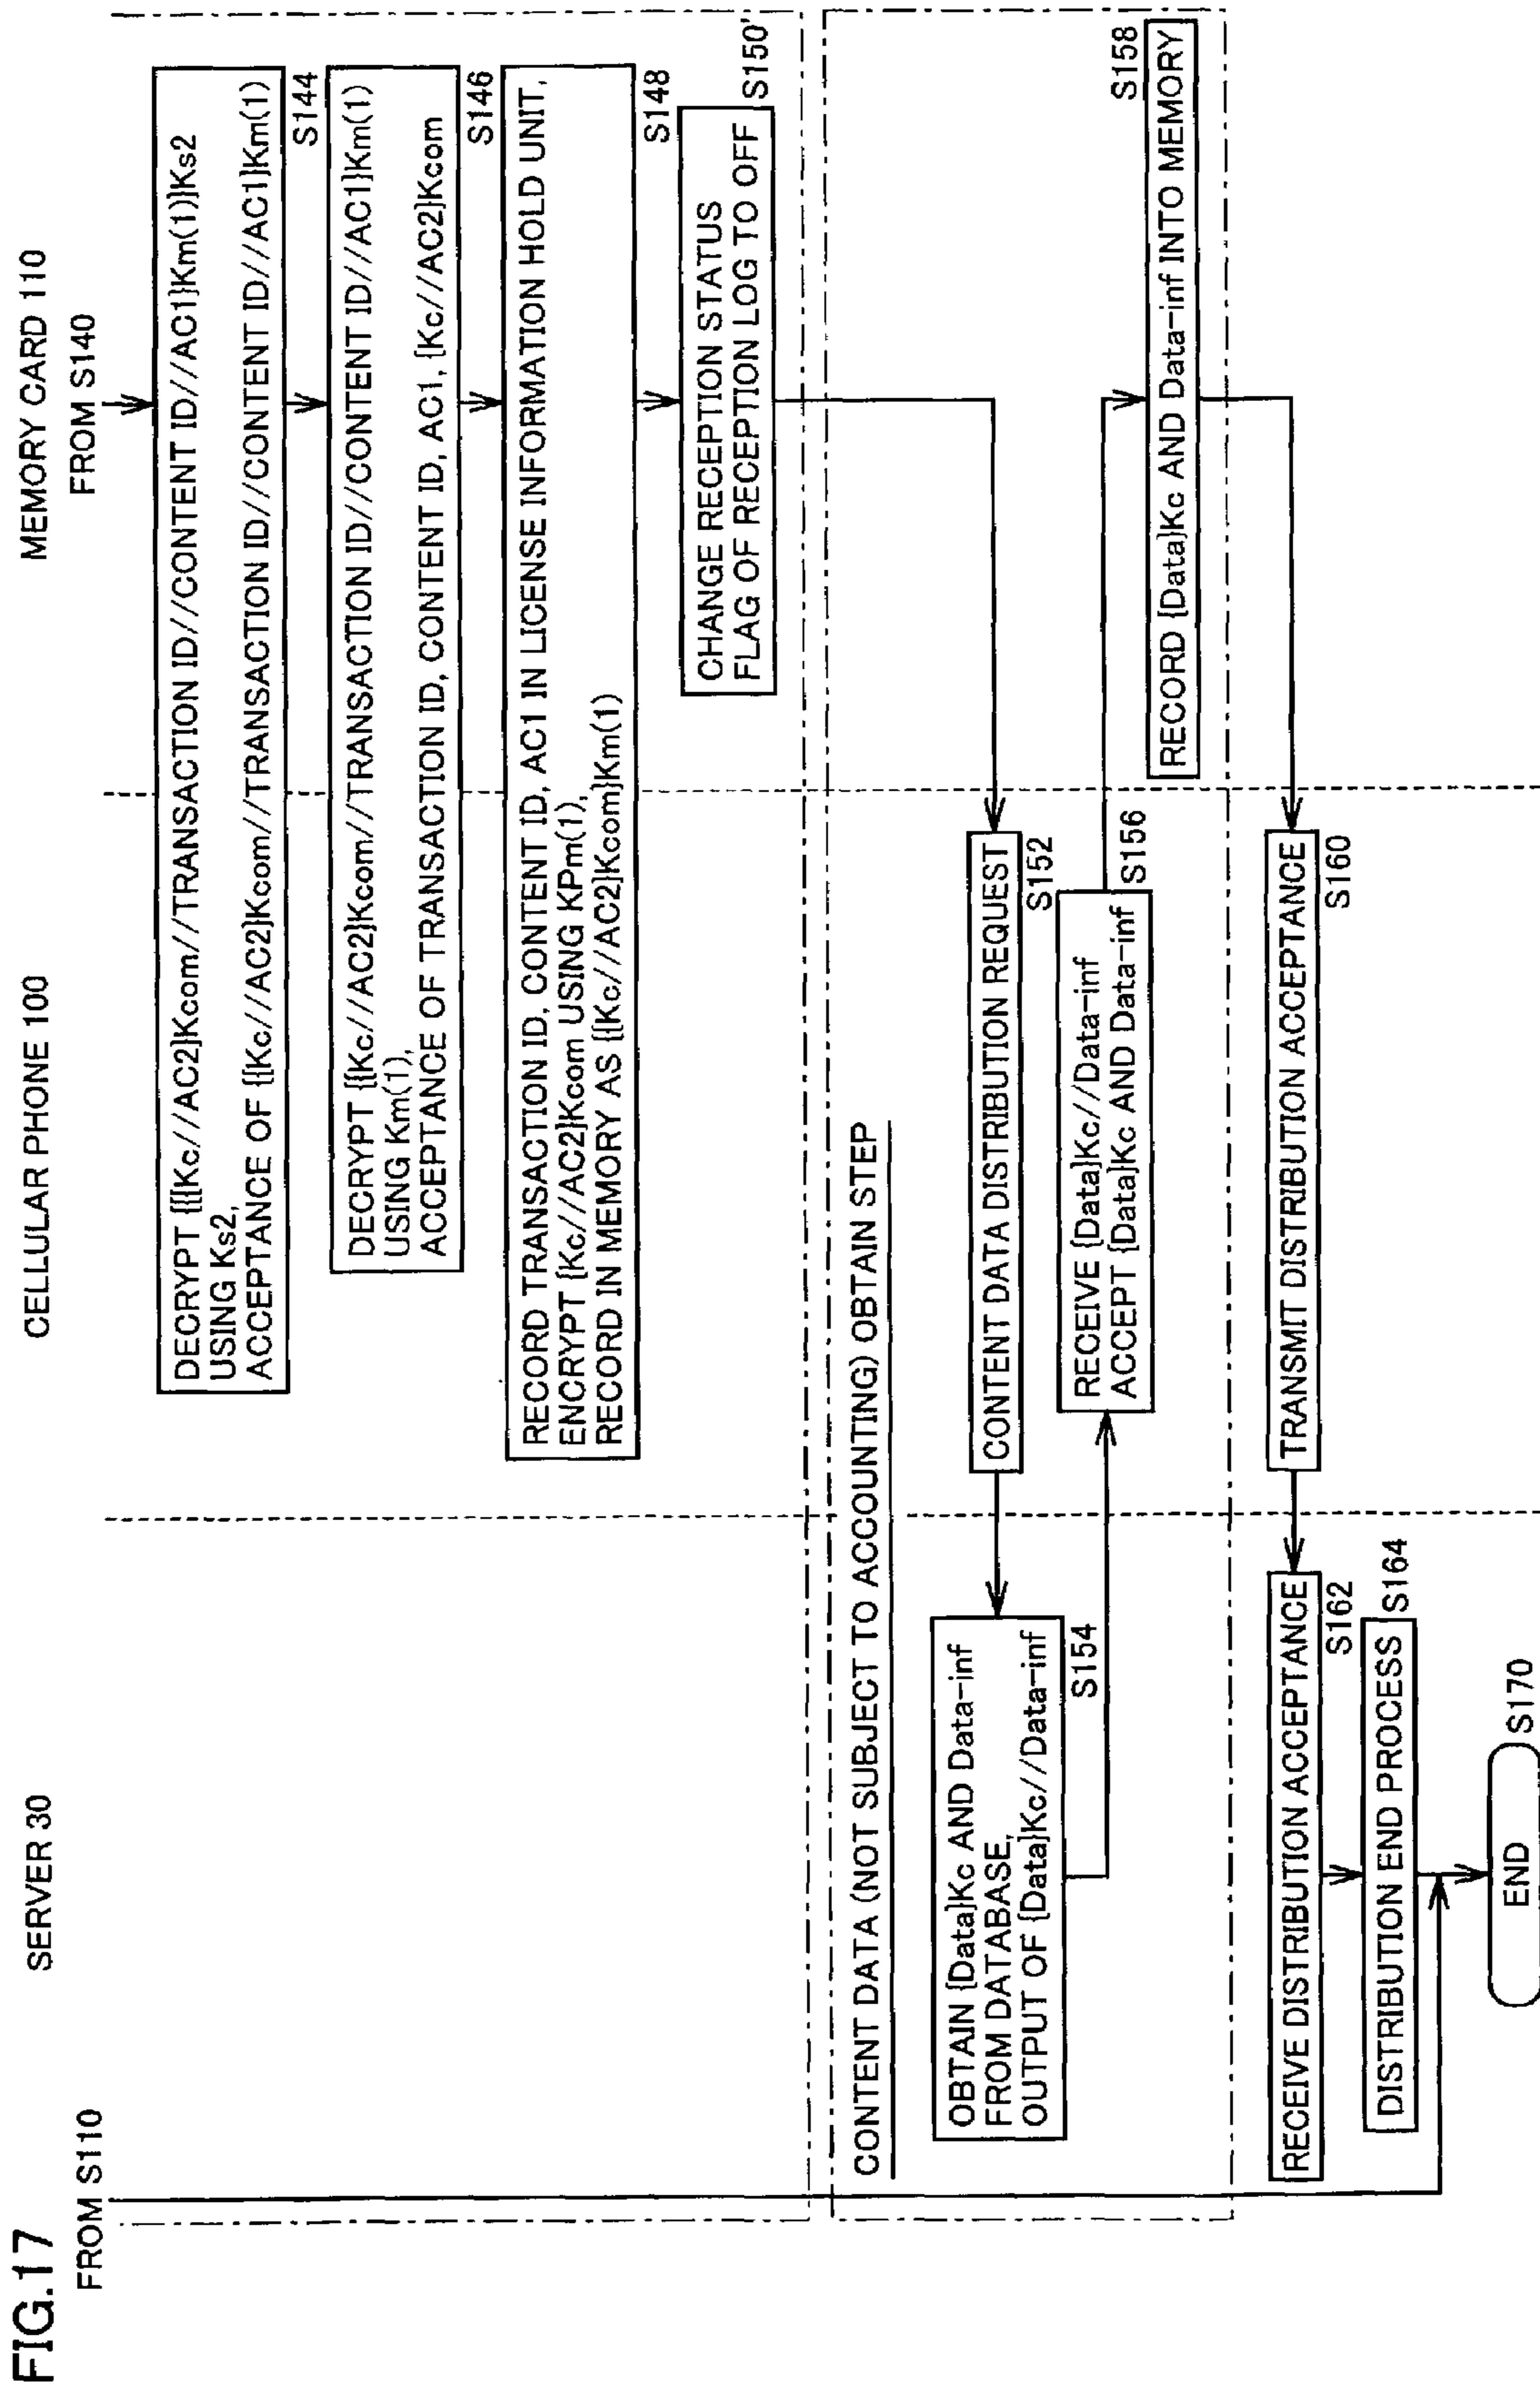 FIG.17
SERVER 30
CELLULAR PHONE 100
MEMORY CARD 110
FROM S110
FROM S140
DECRYPT {{{Kc//AC2}Kcom//TRANSACTION ID//CONTENT ID//AC1}Km(1)}Ks2
USING Ks2,
ACCEPTANCE OF {{Kc//AC2}Kcom//TRANSACTION ID//CONTENT ID//AC1}Km(1)
S144
DECRYPT {{Kc//AC2}Kcom//TRANSACTION ID//CONTENT ID//AC1}Km(1)
USING Km(1),
ACCEPTANCE OF TRANSACTION ID, CONTENT ID, AC1, {Kc//AC2}Kcom
S146
RECORD TRANSACTION ID, CONTENT ID, AC1 IN LICENSE INFORMATION HOLD UNIT,
ENCRYPT {Kc//AC2}Kcom USING KPm(1),
RECORD IN MEMORY AS {{Kc//AC2}Kcom}Km(1)
S148
CHANGE RECEPTION STATUS
FLAG OF RECEPTION LOG TO OFF
S150'
CONTENT DATA (NOT SUBJECT TO ACCOUNTING) OBTAIN STEP
CONTENT DATA DISTRIBUTION REQUEST
S152
OBTAIN {Data}Kc AND Data-inf
FROM DATABASE,
OUTPUT OF {Data}Kc//Data-inf
S154
RECEIVE {Data}Kc//Data-inf
ACCEPT {Data}Kc AND Data-inf
S156
RECORD {Data}Kc AND Data-inf INTO MEMORY
S158
TRANSMIT DISTRIBUTION ACCEPTANCE
S160
RECEIVE DISTRIBUTION ACCEPTANCE
S162
DISTRIBUTION END PROCESS
S164
END
S170